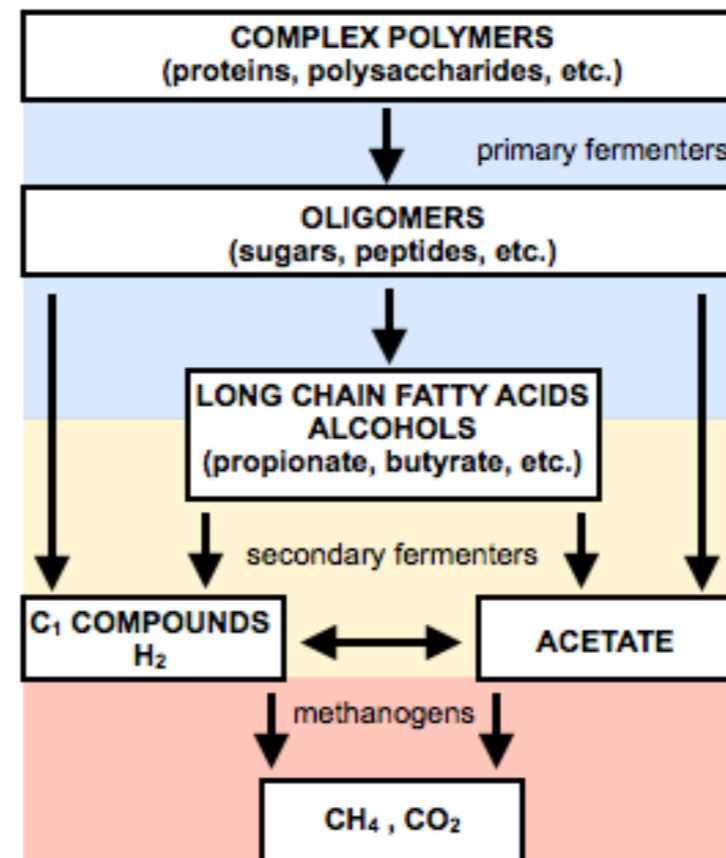 COMPLEX POLYMERS
(proteins, polysaccharides, etc.)
primary fermenters
OLIGOMERS
(sugars, peptides, etc.)
LONG CHAIN FATTY ACIDS
ALCOHOLS
(propionate, butyrate, etc.)
secondary fermenters
C₁ COMPOUNDS
H₂
ACETATE
methanogens
CH₄ , CO₂